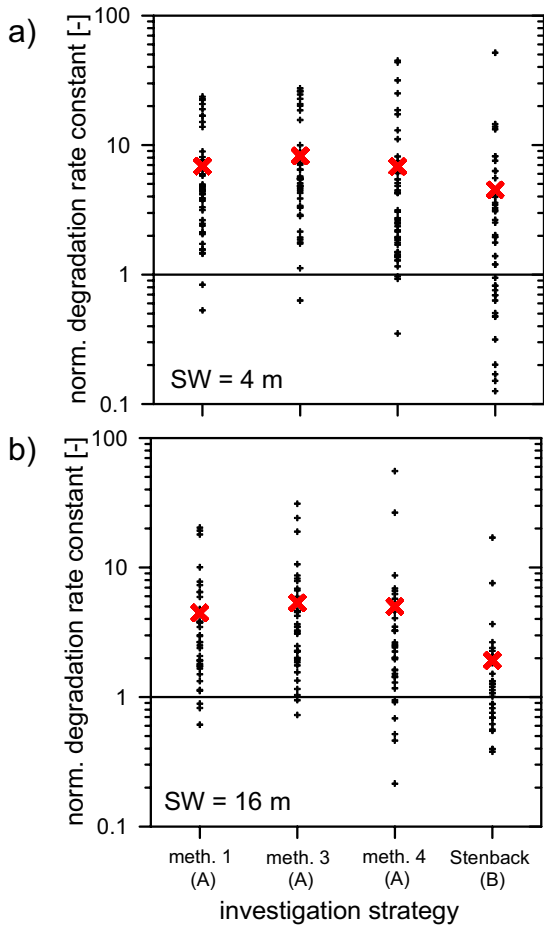 a)
norm. degradation rate constant [-]
100
10
1
0.1
SW = 4 m
b)
norm. degradation rate constant [-]
100
10
1
0.1
SW = 16 m
meth. 1 meth. 3 meth. 4 Stenback
(A) (A) (A) (B)
investigation strategy